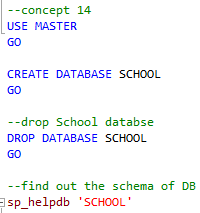 --concept 14
USE MASTER
GO
CREATE DATABASE SCHOOL
GO
--drop School databse
DROP DATABASE SCHOOL
GO
--find out the schema of DB
sp_helpdb 'SCHOOL'